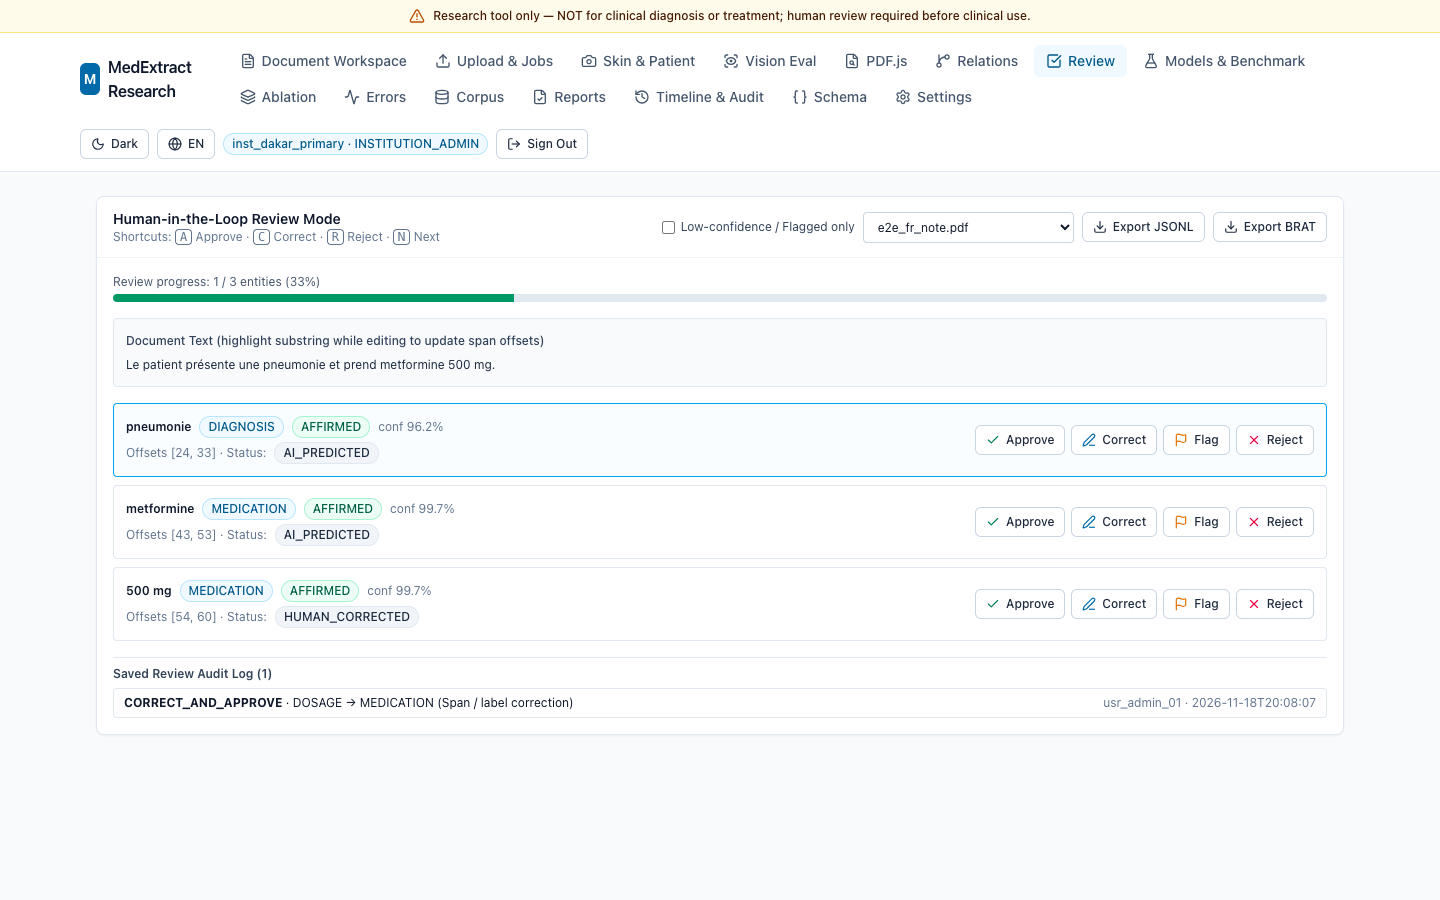 Research tool only — NOT for clinical diagnosis or treatment; human review required before clinical use.
M MedExtract Research
Document Workspace Upload & Jobs Skin & Patient Vision Eval PDF.js Relations Review Models & Benchmark
Ablation Errors Corpus Reports Timeline & Audit Schema Settings
Dark EN inst_dakar_primary · INSTITUTION_ADMIN Sign Out
Human-in-the-Loop Review Mode
Shortcuts: A Approve · C Correct · R Reject · N Next
Low-confidence / Flagged only e2e_fr_note.pdf Export JSONL Export BRAT
Review progress: 1 / 3 entities (33%)
Document Text (highlight substring while editing to update span offsets)
Le patient présente une pneumonie et prend metformine 500 mg.
pneumonie DIAGNOSIS AFFIRMED conf 96.2%
Offsets [24, 33] · Status: AI_PREDICTED
Approve Correct Flag Reject
metformine MEDICATION AFFIRMED conf 99.7%
Offsets [43, 53] · Status: AI_PREDICTED
Approve Correct Flag Reject
500 mg MEDICATION AFFIRMED conf 99.7%
Offsets [54, 60] · Status: HUMAN_CORRECTED
Approve Correct Flag Reject
Saved Review Audit Log (1)
CORRECT_AND_APPROVE · DOSAGE → MEDICATION (Span / label correction) usr_admin_01 · 2026-11-18T20:08:07